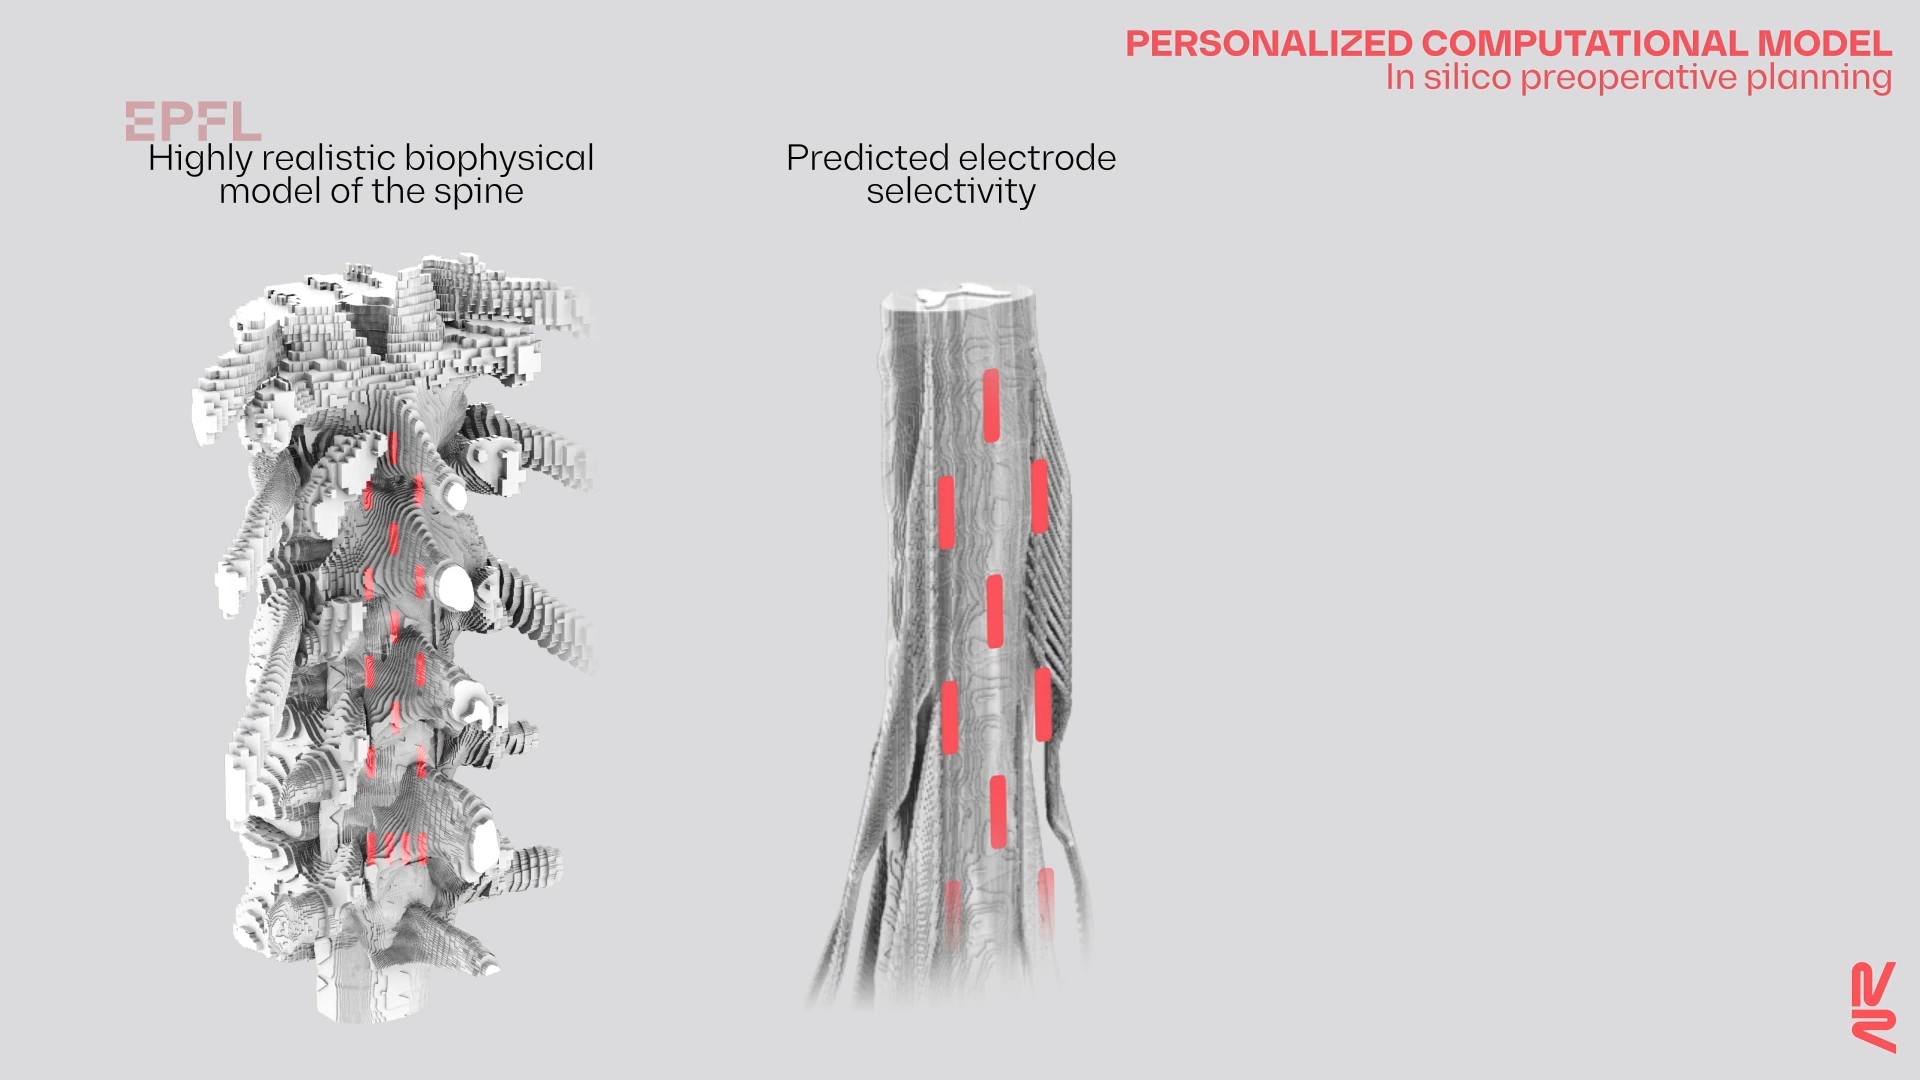 PERSONALIZED COMPUTATIONAL MODEL
In silico preoperative planning
EPFL
Highly realistic biophysical
model of the spine
Predicted electrode
selectivity